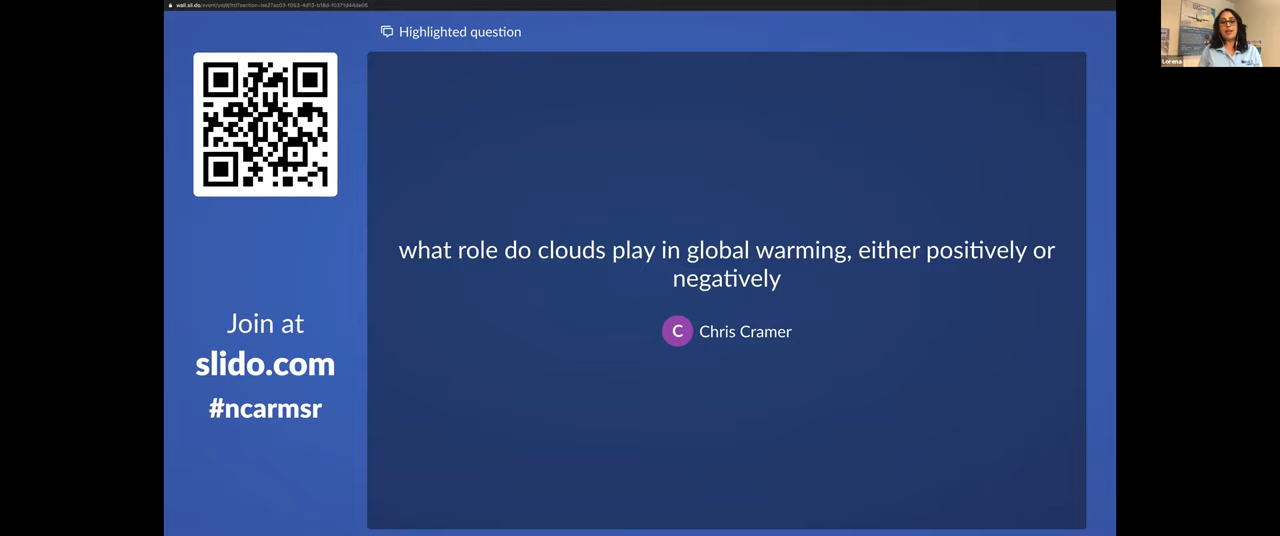 Highlighted question
what role do clouds play in global warming, either positively or
negatively
C Chris Cramer
Join at
slido.com
#ncarmsr
Lorena